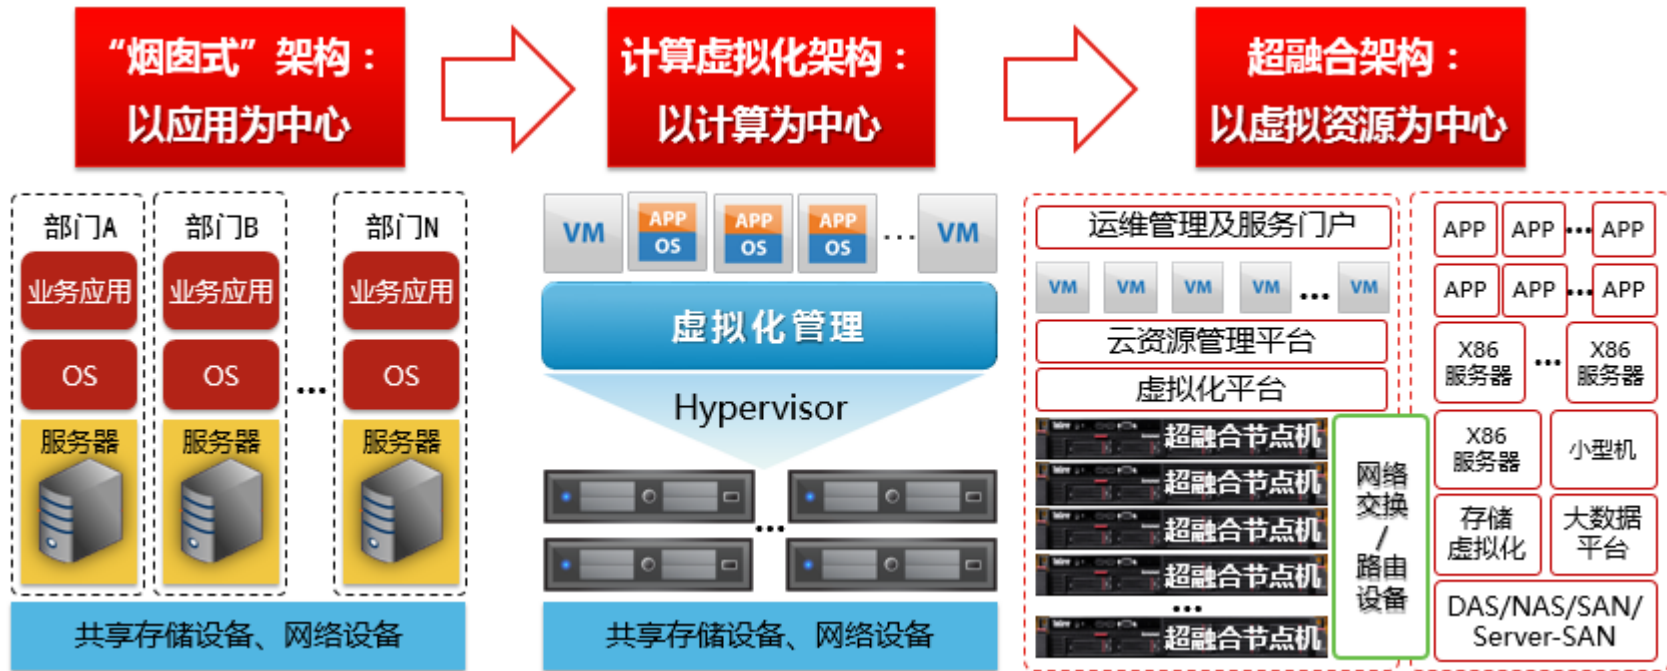 “烟囱式”架构：
以应用为中心
计算虚拟化架构：
以计算为中心
超融合架构：
以虚拟资源为中心
部门A
部门B
部门N
业务应用
业务应用
业务应用
OS
OS
...
OS
服务器
服务器
服务器
共享存储设备、网络设备
VM
APP
OS
APP
OS
APP
OS
...
VM
虚拟化管理
Hypervisor
...
共享存储设备、网络设备
运维管理及服务门户
VM
VM
VM
VM
...
VM
云资源管理平台
虚拟化平台
超融合节点机
超融合节点机
超融合节点机
超融合节点机
...
超融合节点机
网络
交换
/
路由
设备
APP
APP
...
APP
APP
APP
...
APP
X86
服务器
...
X86
服务器
X86
服务器
小型机
存储
虚拟化
大数据
平台
DAS/NAS/SAN/
Server-SAN